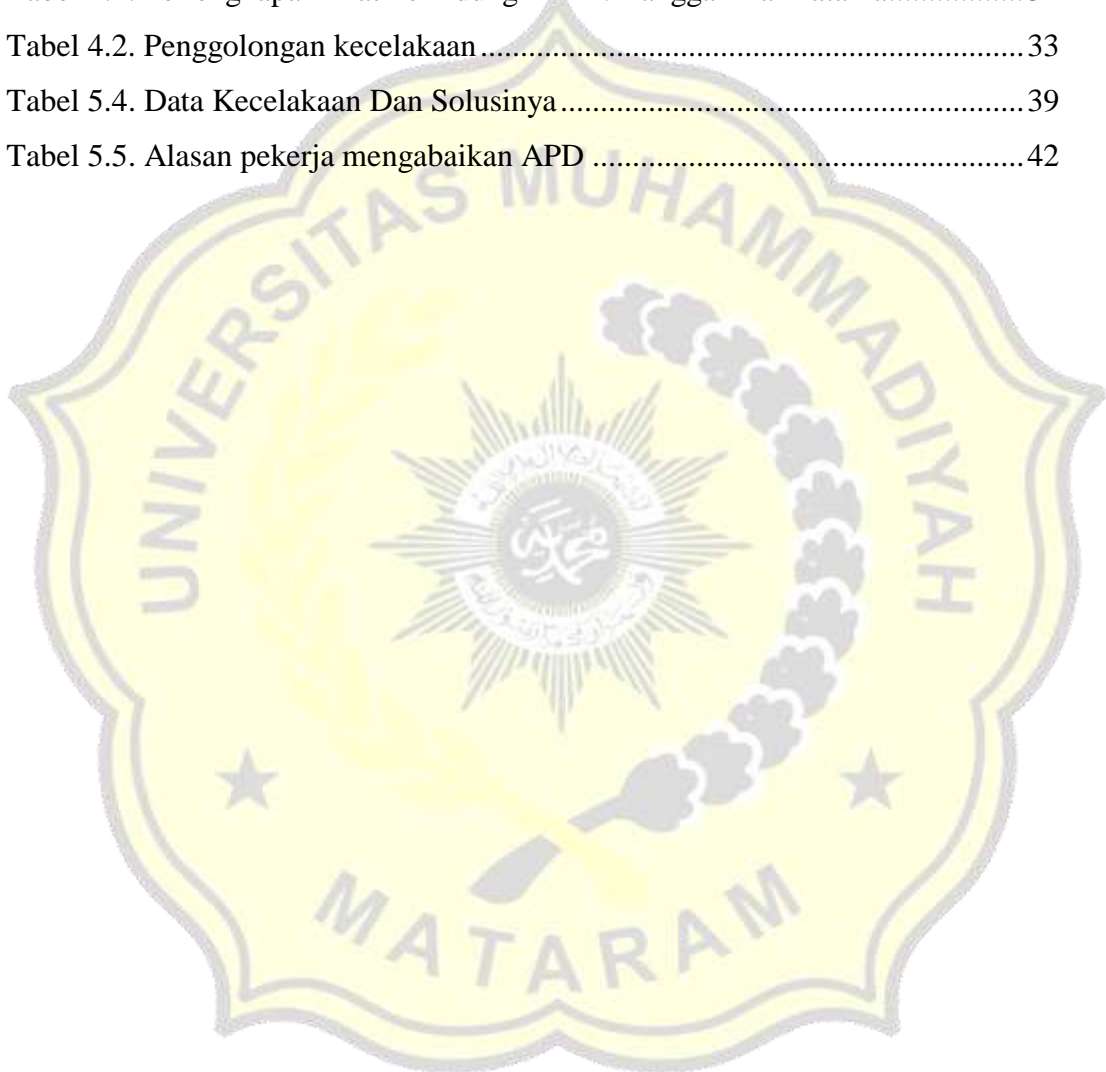 Tabel 4.2. Penggolongan kecelakaan....................................................................33
Tabel 5.4. Data Kecelakaan Dan Solusinya..........................................................39
Tabel 5.5. Alasan pekerja mengabaikan APD ......................................................42
UNIVERSITAS MUHAMMADIYAH
MATARAM